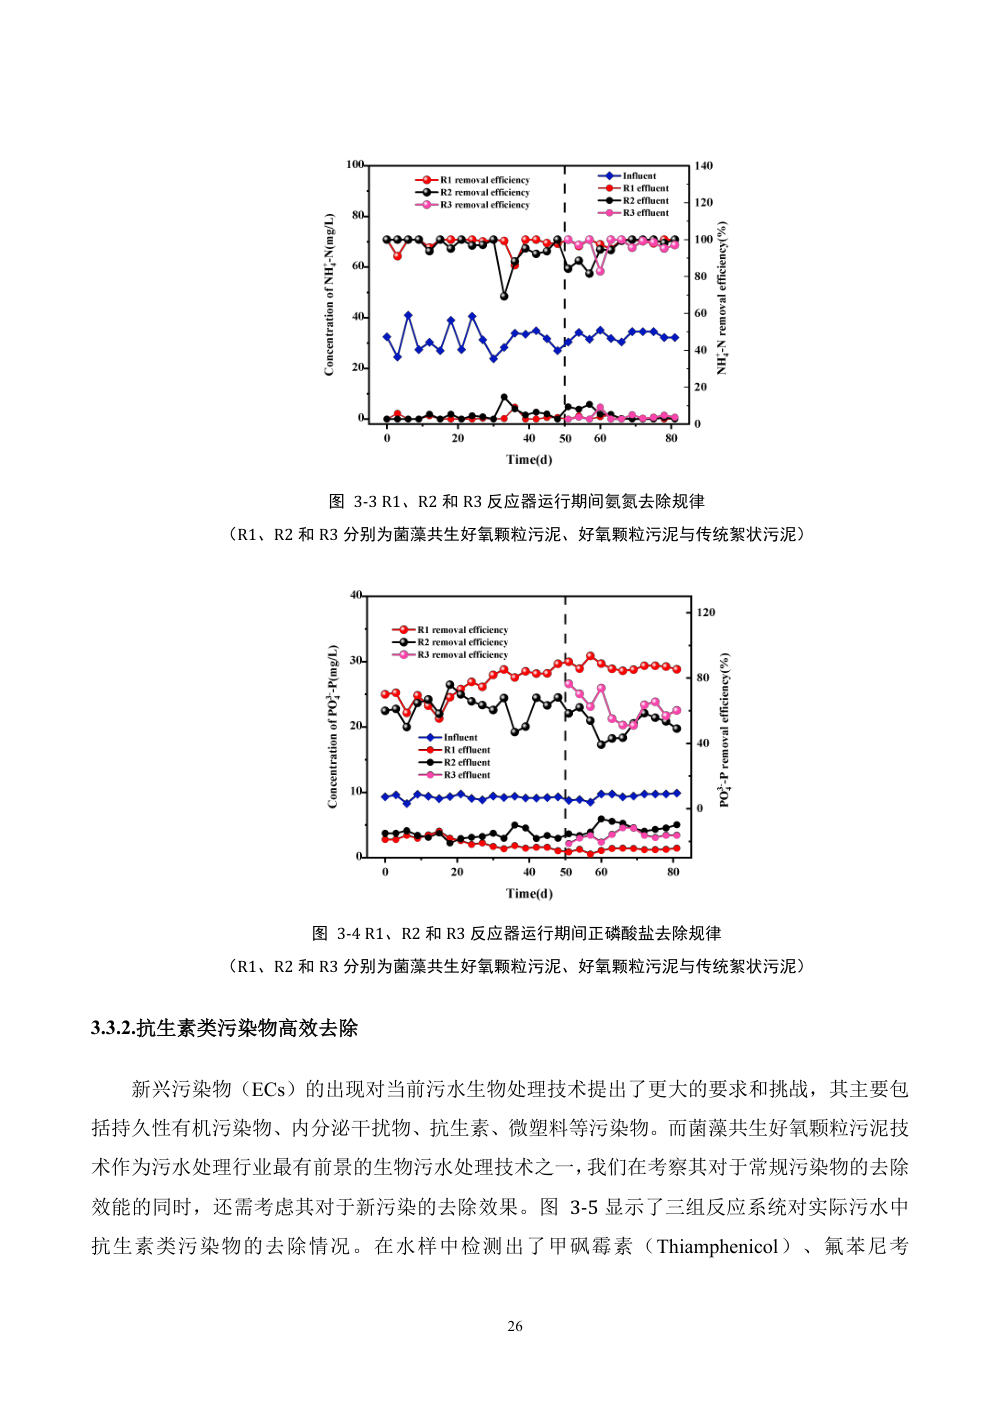 100
80
60
40
20
0
140
120
100
80
60
40
20
0
R1 removal efficiency
R2 removal efficiency
R3 removal efficiency
Influent
R1 effluent
R2 effluent
R3 effluent
Concentration of NH₄⁺-N(mg/L)
NH₄⁺-N removal efficiency(%)
0 20 40 50 60 80
Time(d)
图 3-3 R1、R2 和 R3 反应器运行期间氨氮去除规律
（R1、R2 和 R3 分别为菌藻共生好氧颗粒污泥、好氧颗粒污泥与传统絮状污泥）
40
30
20
10
0
120
80
40
0
R1 removal efficiency
R2 removal efficiency
R3 removal efficiency
Influent
R1 effluent
R2 effluent
R3 effluent
Concentration of PO₄³⁻-P(mg/L)
PO₄³⁻-P removal efficiency(%)
0 20 40 50 60 80
Time(d)
图 3-4 R1、R2 和 R3 反应器运行期间正磷酸盐去除规律
（R1、R2 和 R3 分别为菌藻共生好氧颗粒污泥、好氧颗粒污泥与传统絮状污泥）
3.3.2.抗生素类污染物高效去除
新兴污染物（ECs）的出现对当前污水生物处理技术提出了更大的要求和挑战，其主要包
括持久性有机污染物、内分泌干扰物、抗生素、微塑料等污染物。而菌藻共生好氧颗粒污泥技
术作为污水处理行业最有前景的生物污水处理技术之一，我们在考察其对于常规污染物的去除
效能的同时，还需考虑其对于新污染的去除效果。图 3-5 显示了三组反应系统对实际污水中
抗生素类污染物的去除情况。在水样中检测出了甲砜霉素（Thiamphenicol）、氟苯尼考
26